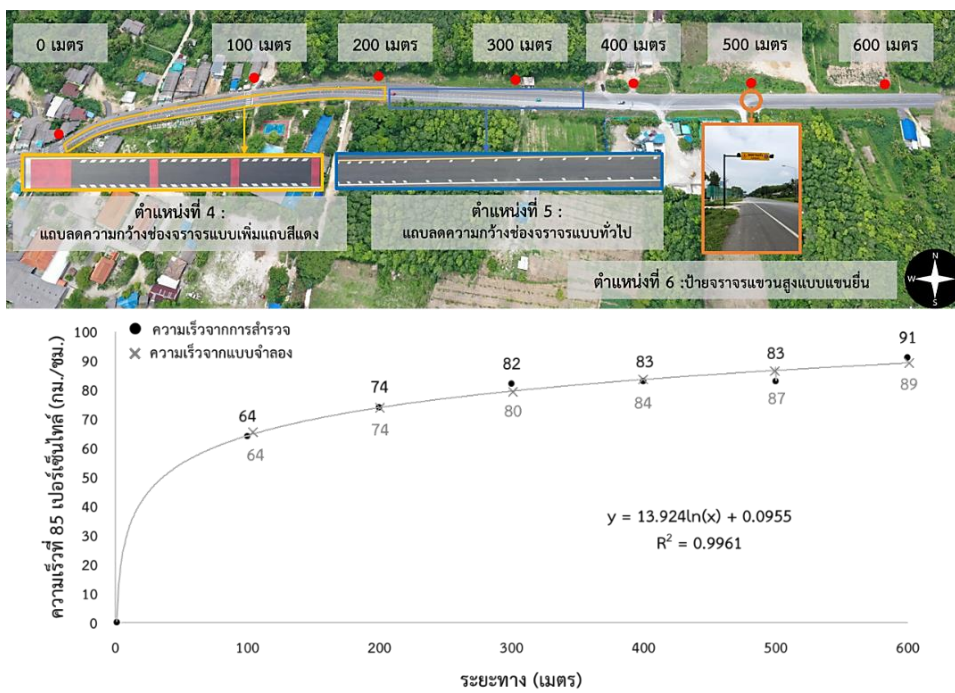 0 เมตร
100 เมตร
200 เมตร
300 เมตร
400 เมตร
500 เมตร
600 เมตร
ตำแหน่งที่ 4 :
แถบลดความกว้างช่องจราจรแบบเพิ่มแถบสีแดง
ตำแหน่งที่ 5 :
แถบลดความกว้างช่องจราจรแบบทั่วไป
ตำแหน่งที่ 6 :ป้ายจราจรแขวนสูงแบบแขนยื่น
N
W
E
S
ความเร็วจากการสำรวจ
ความเร็วจากแบบจำลอง
ความเร็วที่ 85 เปอร์เซ็นไทล์ (กม./ชม.)
100
90
80
70
60
50
40
30
20
10
0
64
74
82
83
83
91
64
74
80
84
87
89
y = 13.924ln(x) + 0.0955
R² = 0.9961
0
100
200
300
400
500
600
ระยะทาง (เมตร)